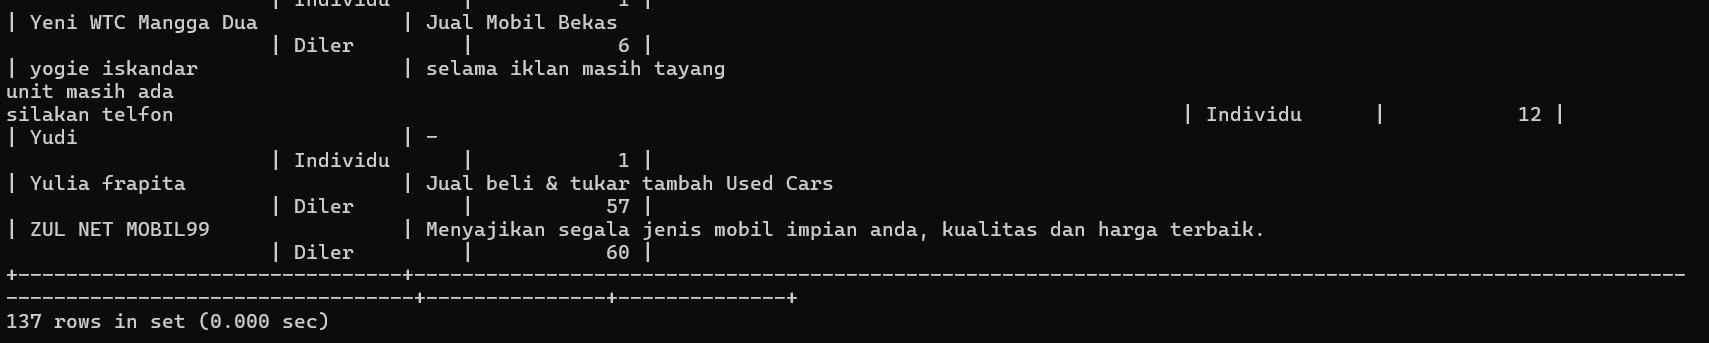 | Individu | 1 |
| Yeni WTC Mangga Dua | Jual Mobil Bekas
| Diler | 6 |
| yogie iskandar | selama iklan masih tayang
unit masih ada
silakan telfon | Individu | 12 |
| Yudi | -
| Individu | 1 |
| Yulia frapita | Jual beli & tukar tambah Used Cars
| Diler | 57 |
| ZUL NET MOBIL99 | Menyajikan segala jenis mobil impian anda, kualitas dan harga terbaik.
| Diler | 60 |
+--------------------------------+----------------------------------------------------------------------------------------------------------
----------------------------------+---------------+--------------+
137 rows in set (0.000 sec)